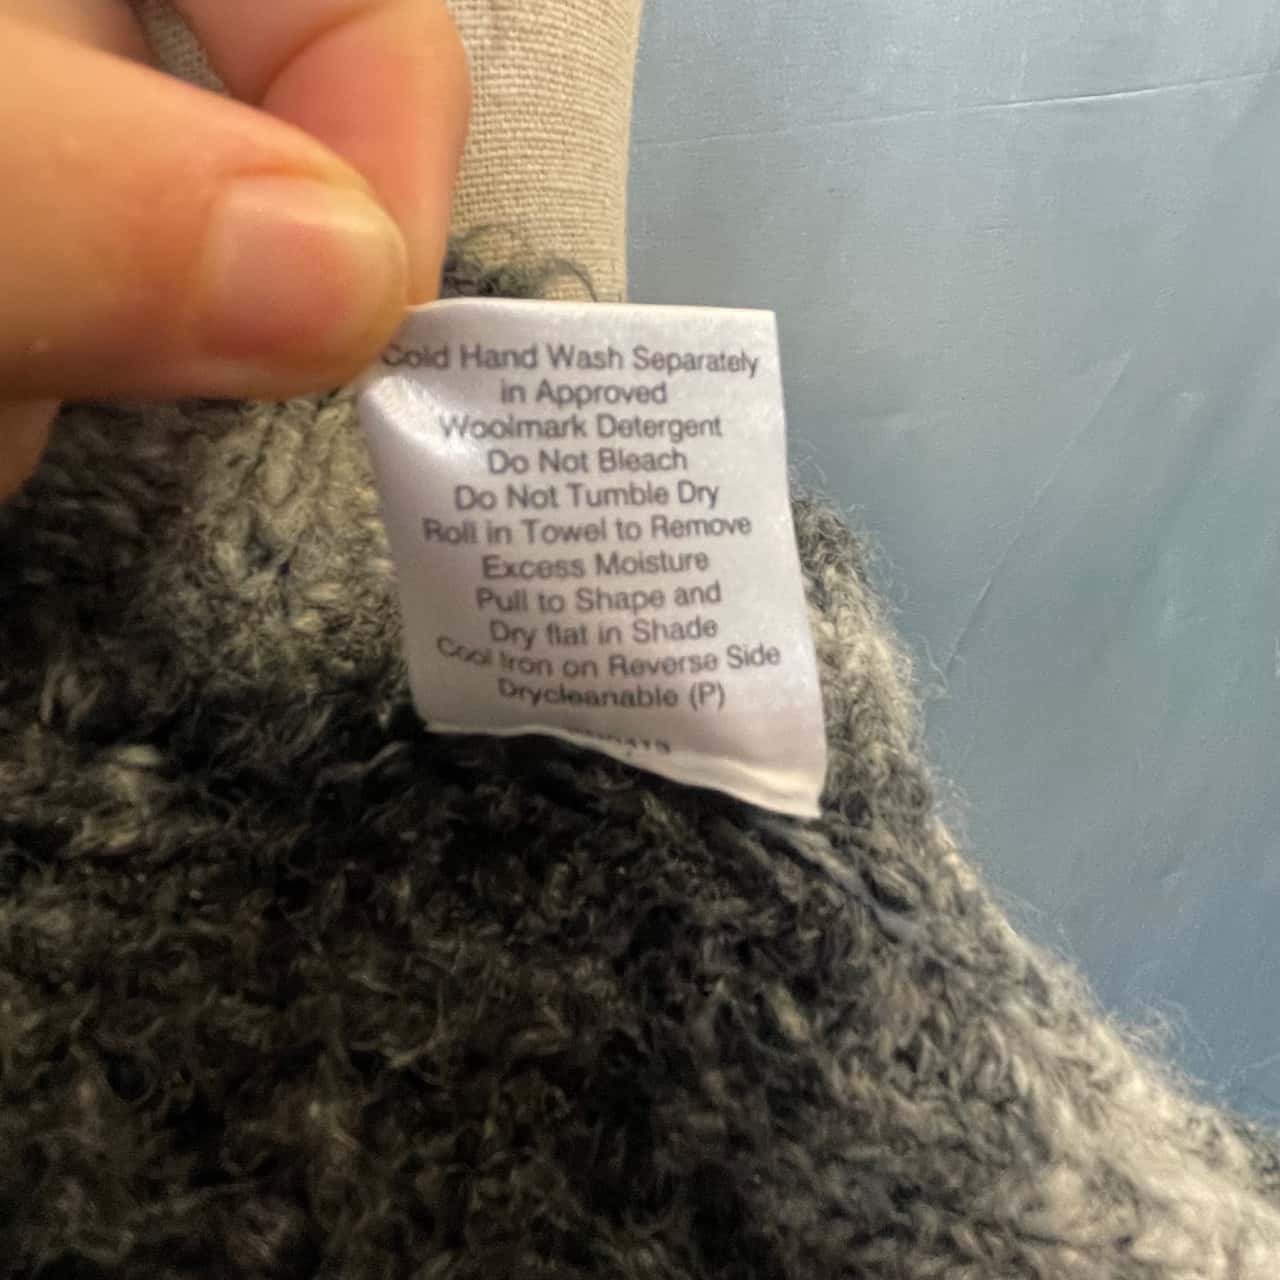 Cold Hand Wash Separately
in Approved
Woolmark Detergent
Do Not Bleach
Do Not Tumble Dry
Roll in Towel to Remove
Excess Moisture
Pull to Shape and
Dry flat in Shade
Cool Iron on Reverse Side
Drycleanable (P)